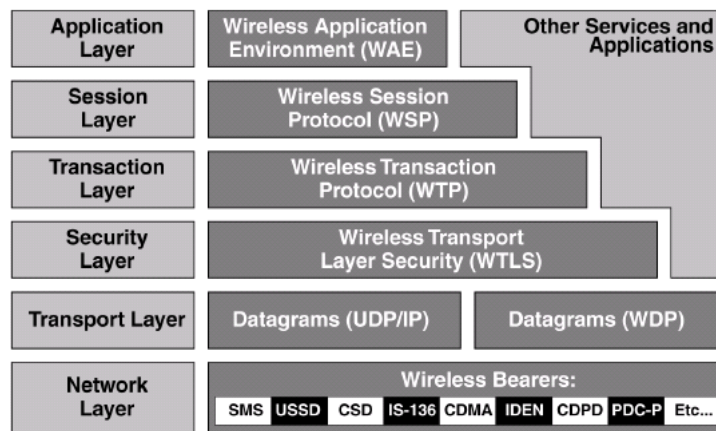 Application
Layer
Wireless Application
Environment (WAE)
Other Services and
Applications
Session
Layer
Wireless Session
Protocol (WSP)
Transaction
Layer
Wireless Transaction
Protocol (WTP)
Security
Layer
Wireless Transport
Layer Security (WTLS)
Transport Layer
Datagrams (UDP/IP)
Datagrams (WDP)
Network
Layer
Wireless Bearers:
SMS USSD CSD IS-136 CDMA IDEN CDPD PDC-P Etc...